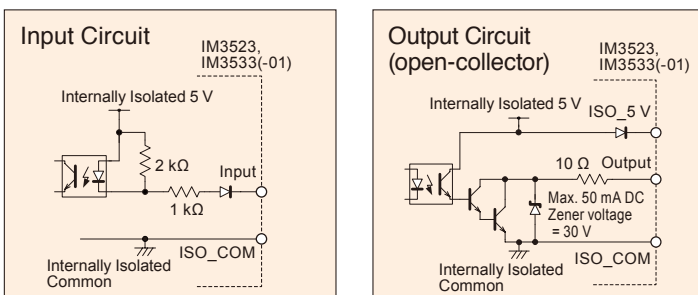 Input Circuit
IM3523,
IM3533(-01)
Internally Isolated 5 V
2 kΩ
Input
1 kΩ
ISO_COM
Internally Isolated
Common
Output Circuit
(open-collector)
IM3523,
IM3533(-01)
Internally Isolated 5 V
ISO_5 V
10 Ω
Output
Max. 50 mA DC
Zener voltage
= 30 V
ISO_COM
Internally Isolated
Common